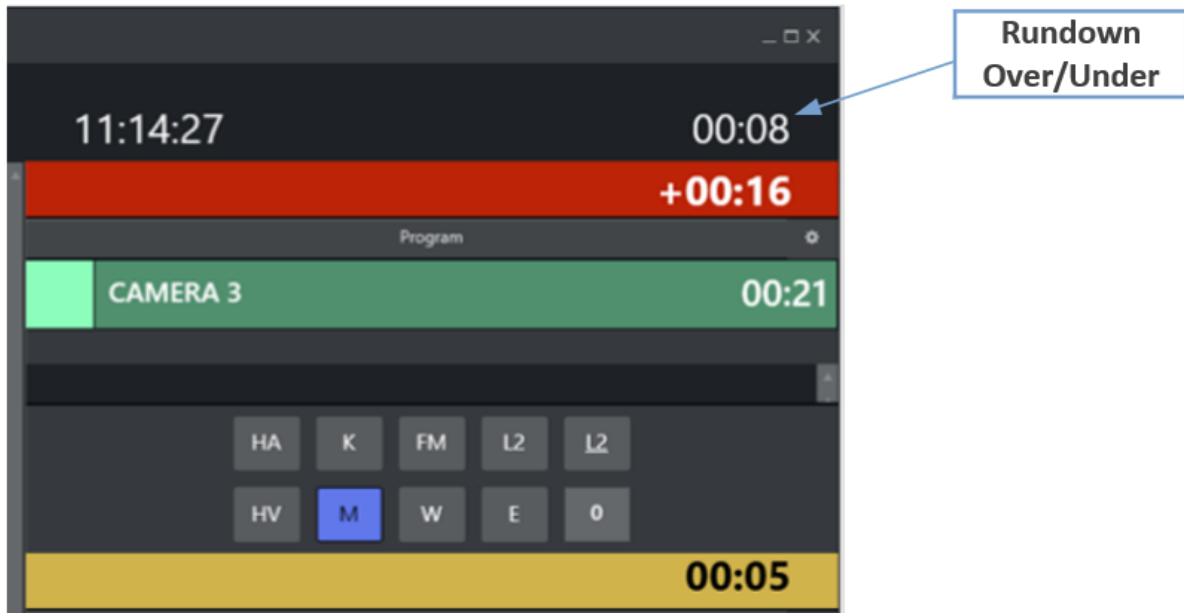 Rundown
Over/Under
11:14:27 00:08
+00:16
Program
CAMERA 3 00:21
HA K FM L2 L2
HV M W E 0
00:05